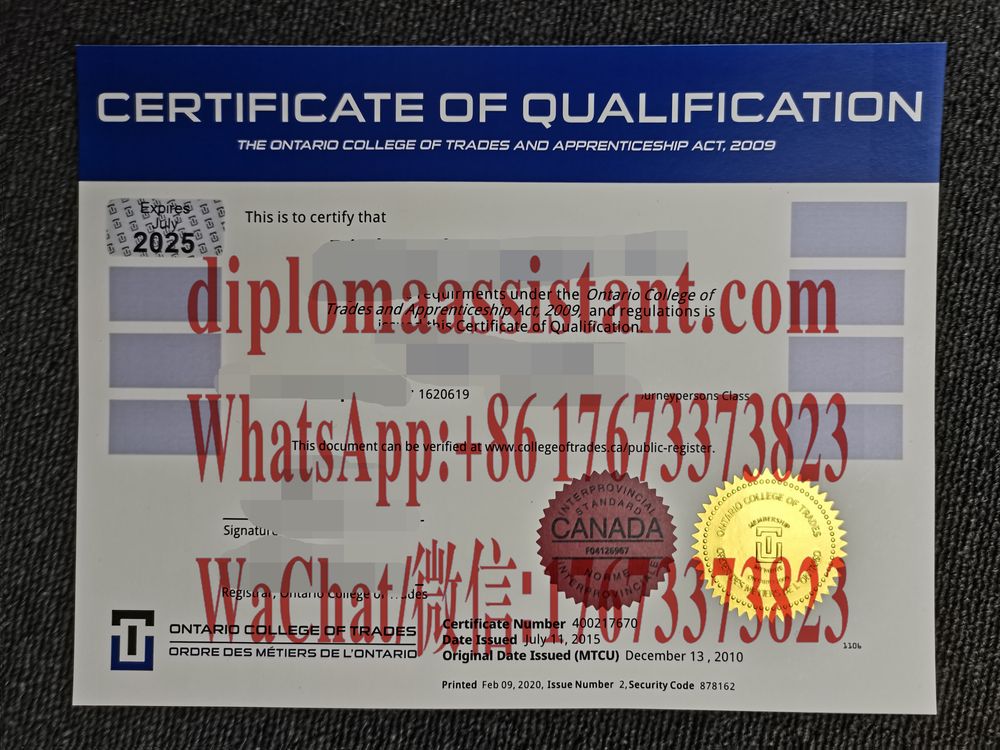 CERTIFICATE OF QUALIFICATION
THE ONTARIO COLLEGE OF TRADES AND APPRENTICESHIP ACT, 2009
Expires
July
2025
This is to certify that
diplomaassistant.com
under the Ontario College of
Trades and Apprenticeship Act, 2009, and regulations is
this Certificate of Qualification.
1620619
Class
WhatsApp:+86 17673373823
This document can be verified at www.collegeoftrades.ca/public-register.
INTERPROVINCIAL
STANDARD
CANADA
F04126967
NORME
INTERPROVINCIALE
ONTARIO COLLEGE OF TRADES
MEMBERSHIP
WaChat/微信:17673373823
Registrar, Ontario College of
ONTARIO COLLEGE OF TRADES
ORDRE DES MÉTIERS DE L'ONTARIO
Certificate Number 400217670
Date Issued July 11, 2015
Original Date Issued (MTCU) December 13 , 2010
1106
Printed Feb 09, 2020, Issue Number 2, Security Code 878162